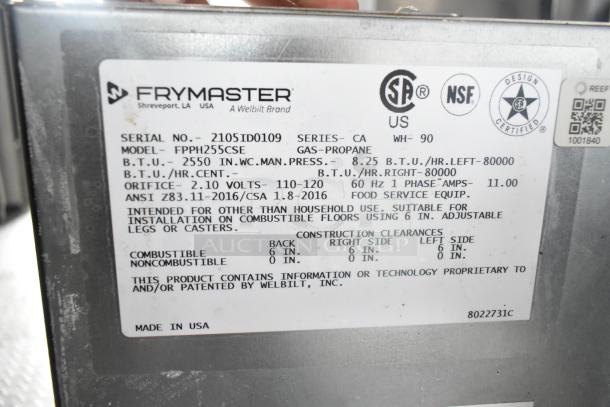 FRYMASTER
Shreveport, LA USA A Welbilt Brand
SA ® US
NSF
DESIGN CERTIFIED
REEF
1001840
SERIAL NO.- 2105ID0109 SERIES- CA WH- 90
MODEL- FPPH255CSE GAS-PROPANE
B.T.U.- 2550 IN.WC.MAN.PRESS.- 8.25 B.T.U./HR.LEFT-80000
B.T.U./HR.CENT.- B.T.U./HR.RIGHT-80000
ORIFICE- 2.10 VOLTS- 110-120 60 Hz 1 PHASE AMPS- 11.00
ANSI Z83.11-2016/CSA 1.8-2016 FOOD SERVICE EQUIP.
INTENDED FOR OTHER THAN HOUSEHOLD USE. SUITABLE FOR
INSTALLATION ON COMBUSTIBLE FLOORS USING 6 IN. ADJUSTABLE
LEGS OR CASTERS.
CONSTRUCTION CLEARANCES
BACK RIGHT SIDE LEFT SIDE
COMBUSTIBLE 6 IN. 6 IN. 6 IN.
NONCOMBUSTIBLE 0 IN. 0 IN. 0 IN.
THIS PRODUCT CONTAINS INFORMATION OR TECHNOLOGY PROPRIETARY TO
AND/OR PATENTED BY WELBILT, INC.
8022731C
MADE IN USA